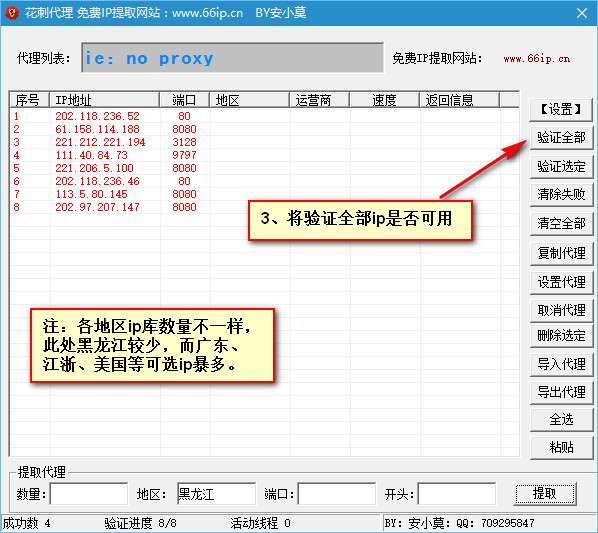 花刺代理 免费IP提取网站：www.66ip.cn BY安小莫
代理列表： ie: no proxy 免费IP提取网站： www.66ip.cn
序号 IP地址 端口 地区 运营商 速度 返回信息
1 202.118.236.52 80
2 61.158.114.188 8080
3 221.212.221.194 3128
4 111.40.84.73 9797
5 221.206.5.100 8080
6 202.118.236.46 80
7 113.5.80.145 8080
8 202.97.207.147 8080
【设置】
验证全部
验证选定
清除失败
清空全部
复制代理
设置代理
取消代理
删除选定
导入代理
导出代理
全选
粘贴
3、将验证全部ip是否可用
注：各地区ip库数量不一样，
此处黑龙江较少，而广东、
江浙、美国等可选ip暴多。
提取代理
数量： 地区： 黑龙江 端口： 开头： 提取
成功数 4 验证进度 8/8 活动线程 0 BY: 安小莫: QQ: 709295847